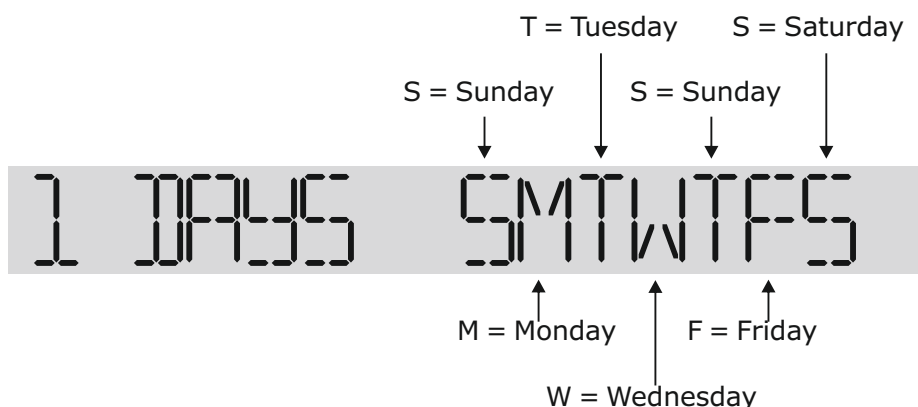 T = Tuesday S = Saturday
S = Sunday S = Sunday
1 DAYS SMTWTFS
M = Monday F = Friday
W = Wednesday